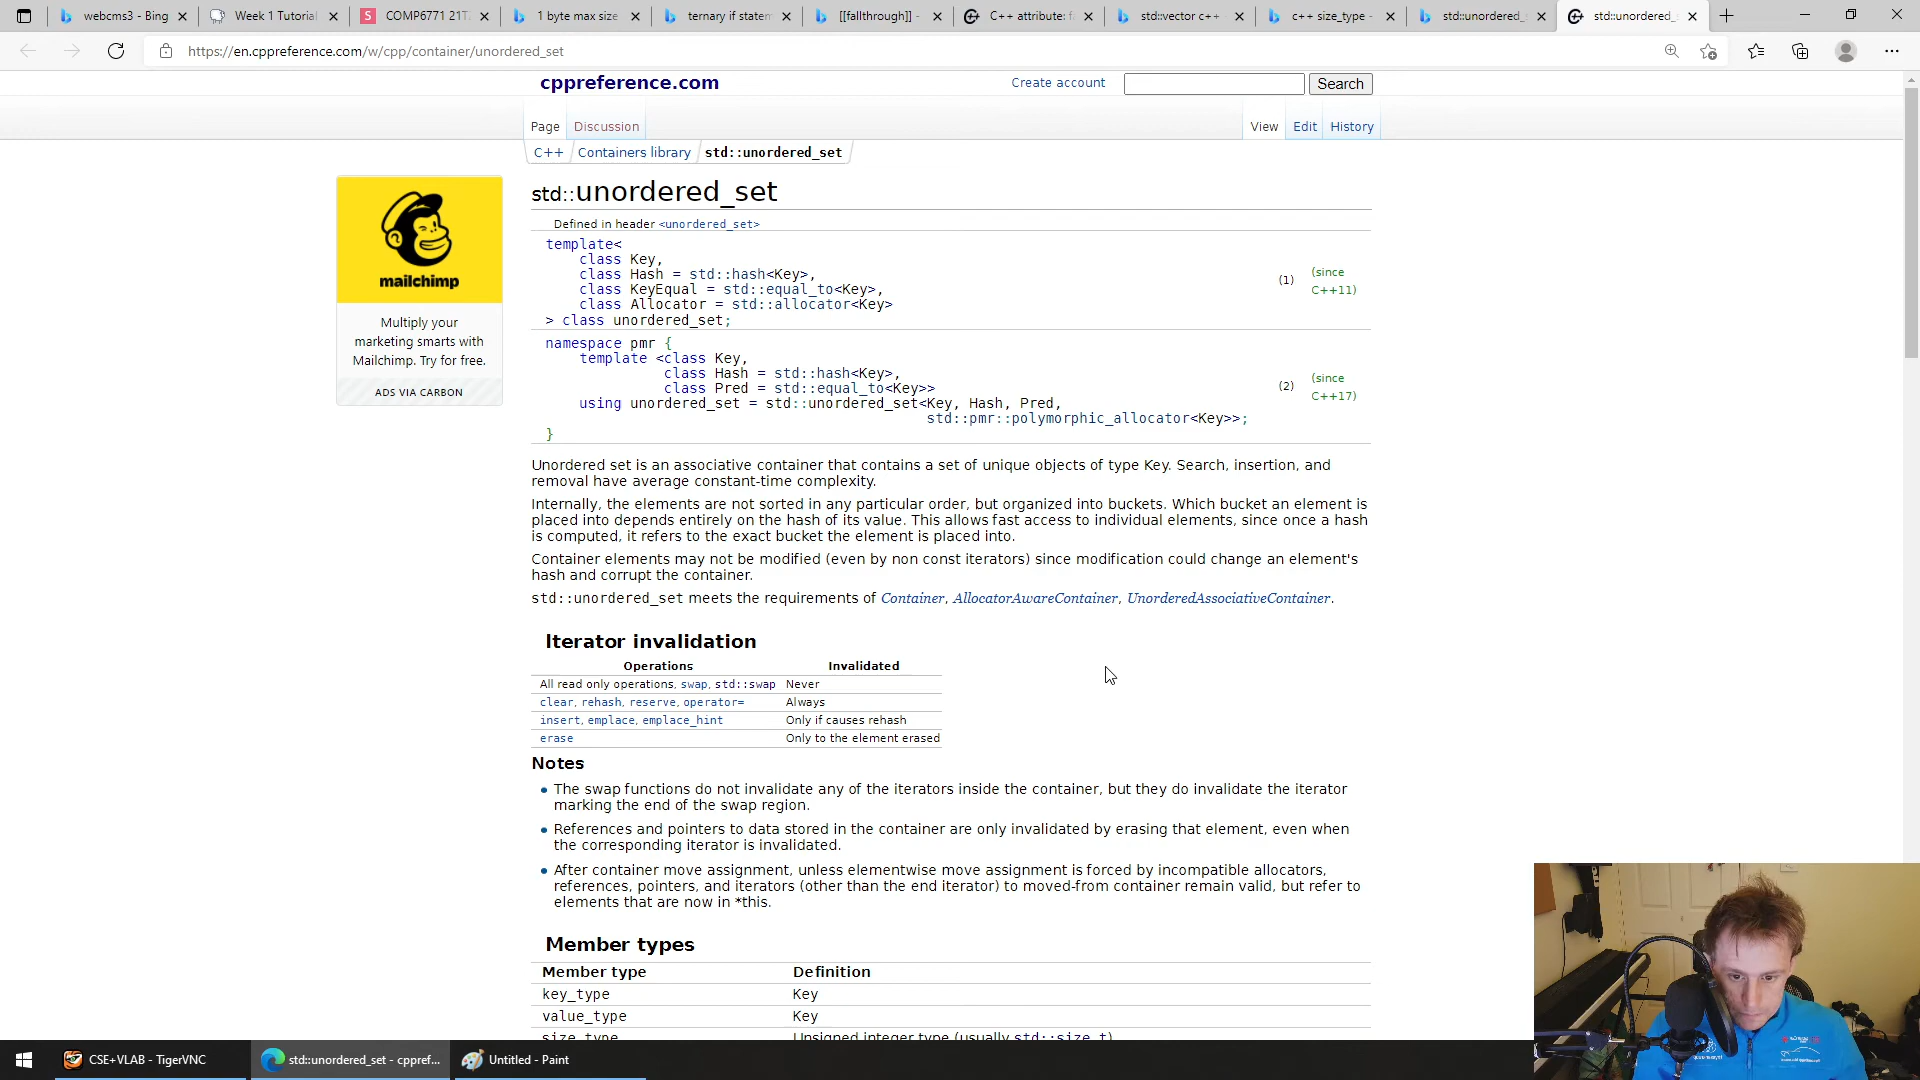 webcms3 - Bing
Week 1 Tutorial
COMP6771 21T
1 byte max size
ternary if statem
[[fallthrough]] -
C++ attribute: f
std::vector c++
c++ size_type -
std::unordered_
std::unordered_
https://en.cppreference.com/w/cpp/container/unordered_set
cppreference.com
Create account
Search
Page
Discussion
View
Edit
History
C++
Containers library
std::unordered_set
std::unordered_set
Defined in header <unordered_set>
template<
class Key,
class Hash = std::hash<Key>,
class KeyEqual = std::equal_to<Key>,
class Allocator = std::allocator<Key>
> class unordered_set;
(1)
(since
C++11)
namespace pmr {
template <class Key,
class Hash = std::hash<Key>,
class Pred = std::equal_to<Key>>
using unordered_set = std::unordered_set<Key, Hash, Pred,
std::pmr::polymorphic_allocator<Key>>;
}
(2)
(since
C++17)
mailchimp
Multiply your
marketing smarts with
Mailchimp. Try for free.
ADS VIA CARBON
Unordered set is an associative container that contains a set of unique objects of type Key. Search, insertion, and
removal have average constant-time complexity.
Internally, the elements are not sorted in any particular order, but organized into buckets. Which bucket an element is
placed into depends entirely on the hash of its value. This allows fast access to individual elements, since once a hash
is computed, it refers to the exact bucket the element is placed into.
Container elements may not be modified (even by non const iterators) since modification could change an element's
hash and corrupt the container.
std::unordered_set meets the requirements of Container, AllocatorAwareContainer, UnorderedAssociativeContainer.
Iterator invalidation
Operations Invalidated
All read only operations, swap, std::swap Never
clear, rehash, reserve, operator= Always
insert, emplace, emplace_hint Only if causes rehash
erase Only to the element erased
Notes
• The swap functions do not invalidate any of the iterators inside the container, but they do invalidate the iterator
marking the end of the swap region.
• References and pointers to data stored in the container are only invalidated by erasing that element, even when
the corresponding iterator is invalidated.
• After container move assignment, unless elementwise move assignment is forced by incompatible allocators,
references, pointers, and iterators (other than the end iterator) to moved-from container remain valid, but refer to
elements that are now in *this.
Member types
Member type Definition
key_type Key
value_type Key
size_type Unsigned integer type (usually std::size_t)
CSE+VLAB - TigerVNC
std::unordered_set - cppref...
Untitled - Paint